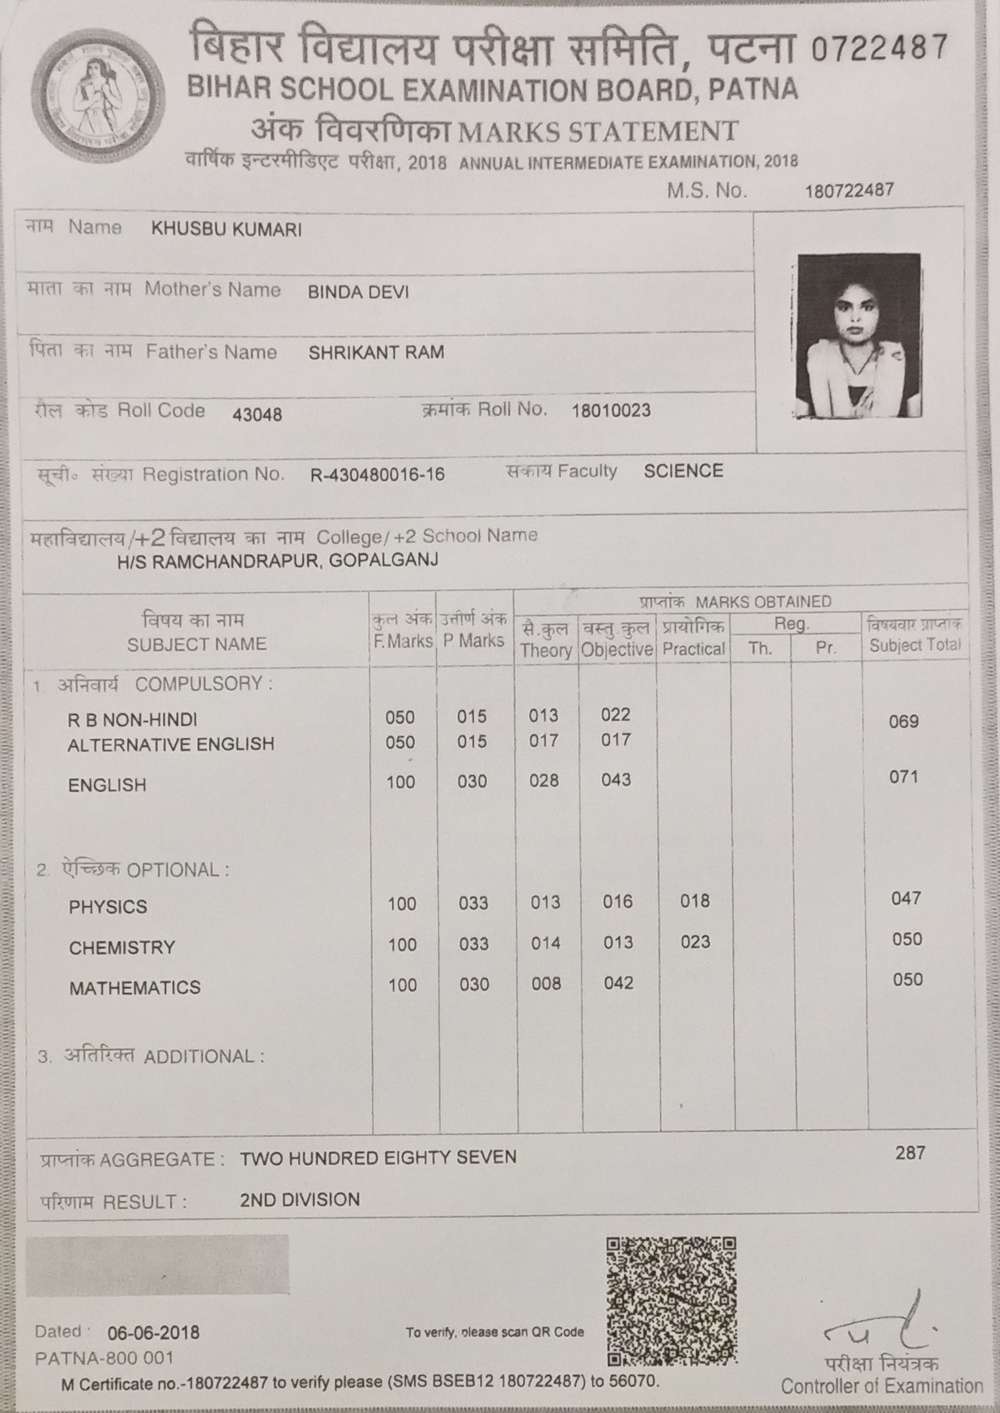 बिहार विद्यालय परीक्षा समिति, पटना 0722487
BIHAR SCHOOL EXAMINATION BOARD, PATNA
अंक विवरणिका MARKS STATEMENT
वार्षिक इन्टरमीडिएट परीक्षा, 2018 ANNUAL INTERMEDIATE EXAMINATION, 2018
M.S. No. 180722487
नाम Name KHUSBU KUMARI
माता का नाम Mother's Name BINDA DEVI
पिता का नाम Father's Name SHRIKANT RAM
रौल कोड Roll Code 43048 क्रमांक Roll No. 18010023
सूची० संख्या Registration No. R-430480016-16 संकाय Faculty SCIENCE
महाविद्यालय/+2 विद्यालय का नाम College/+2 School Name
H/S RAMCHANDRAPUR, GOPALGANJ
विषय का नाम कुल अंक उत्तीर्ण अंक प्राप्तांक MARKS OBTAINED
SUBJECT NAME F.Marks P Marks सै.कुल वस्तु.कुल प्रायोगिक Reg. विषयवार प्राप्तांक
Theory Objective Practical Th. Pr. Subject Total
1. अनिवार्य COMPULSORY :
R B NON-HINDI 050 015 013 022 069
ALTERNATIVE ENGLISH 050 015 017 017
ENGLISH 100 030 028 043 071
2. ऐच्छिक OPTIONAL :
PHYSICS 100 033 013 016 018 047
CHEMISTRY 100 033 014 013 023 050
MATHEMATICS 100 030 008 042 050
3. अतिरिक्त ADDITIONAL :
प्राप्तांक AGGREGATE : TWO HUNDRED EIGHTY SEVEN 287
परिणाम RESULT : 2ND DIVISION
Dated : 06-06-2018 To verify, please scan QR Code
PATNA-800 001 परीक्षा नियंत्रक
M Certificate no.-180722487 to verify please (SMS BSEB12 180722487) to 56070. Controller of Examination